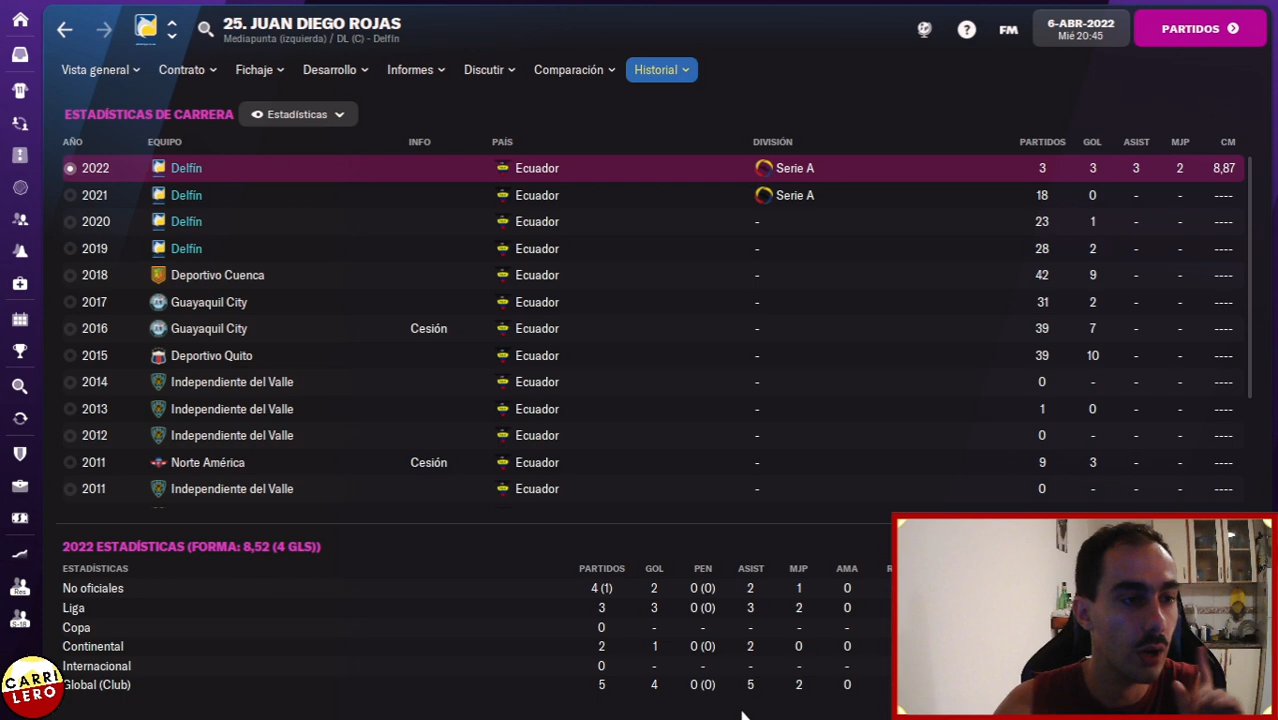 25. JUAN DIEGO ROJAS
Mediapunta (izquierda) / DL (C) - Delfín
? FM 6-ABR-2022
Mié 20:45
PARTIDOS
Vista general Contrato Fichaje Desarrollo Informes Discutir Comparación Historial
ESTADÍSTICAS DE CARRERA Estadísticas
AÑO EQUIPO INFO PAÍS DIVISIÓN PARTIDOS GOL ASIST MJP CM
2022 Delfín Ecuador Serie A 3 3 3 2 8,87
2021 Delfín Ecuador Serie A 18 0 - - ----
2020 Delfín Ecuador - 23 1 - - ----
2019 Delfín Ecuador - 28 2 - - ----
2018 Deportivo Cuenca Ecuador - 42 9 - - ----
2017 Guayaquil City Ecuador - 31 2 - - ----
2016 Guayaquil City Cesión Ecuador - 39 7 - - ----
2015 Deportivo Quito Ecuador - 39 10 - - ----
2014 Independiente del Valle Ecuador - 0 - - - ----
2013 Independiente del Valle Ecuador - 1 0 - - ----
2012 Independiente del Valle Ecuador - 0 - - - ----
2011 Norte América Cesión Ecuador - 9 3 - - ----
2011 Independiente del Valle Ecuador - 0 - - - ----
2022 ESTADÍSTICAS (FORMA: 8,52 (4 GLS))
ESTADÍSTICAS PARTIDOS GOL PEN ASIST MJP AMA
No oficiales 4 (1) 2 0 (0) 2 1 0
Liga 3 3 0 (0) 3 2 0
Copa 0 - - - - -
Continental 2 1 0 (0) 2 0 0
Internacional 0 - - - - -
Global (Club) 5 4 0 (0) 5 2 0
Res
S-18
CARRI
LERO